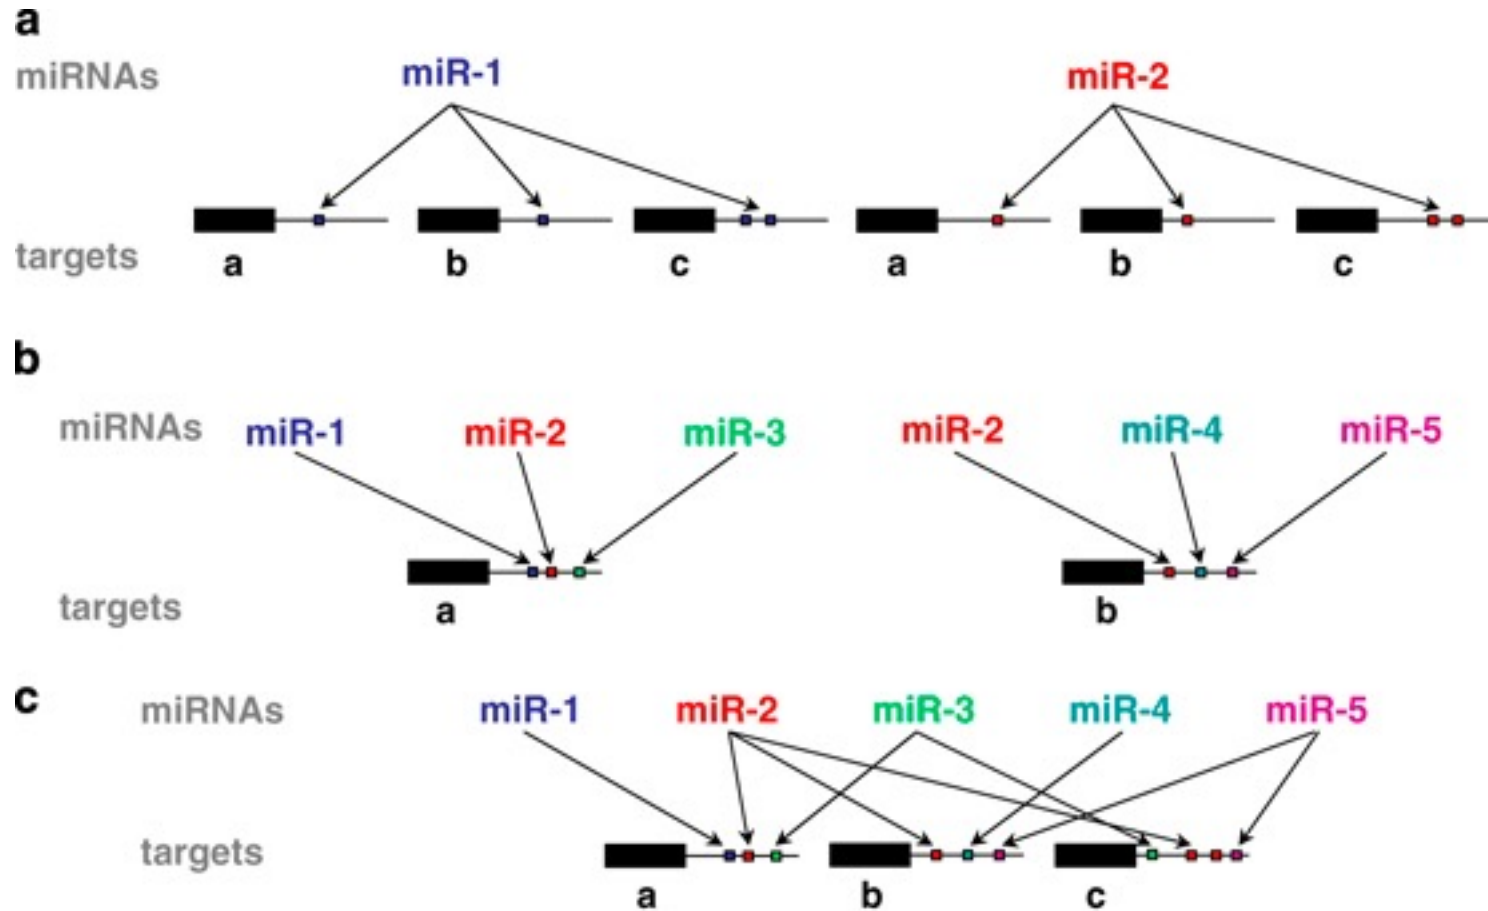 a
miRNAs miR-1 miR-2
targets a b c a b c
b
miRNAs miR-1 miR-2 miR-3 miR-2 miR-4 miR-5
targets a b
c
miRNAs miR-1 miR-2 miR-3 miR-4 miR-5
targets
a b c